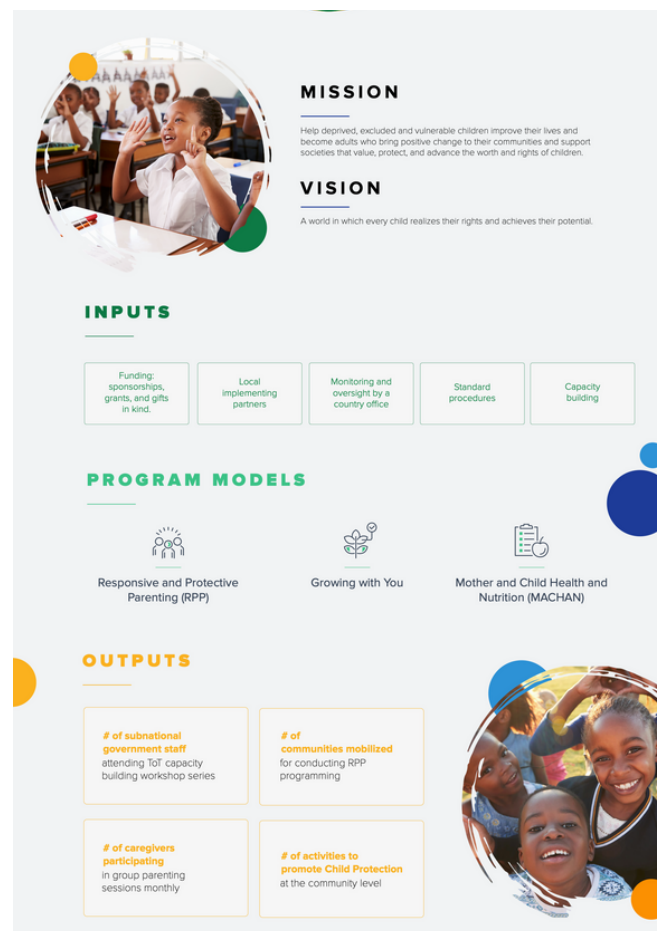 MISSION
Help deprived, excluded and vulnerable children improve their lives and
become adults who bring positive change to their communities and support
societies that value, protect, and advance the worth and rights of children.
VISION
A world in which every child realizes their rights and achieves their potential.
INPUTS
Funding:
sponsorships,
grants, and gifts
in kind.
Local
implementing
partners
Monitoring and
oversight by a
country office
Standard
procedures
Capacity
building
PROGRAM MODELS
Responsive and Protective
Parenting (RPP)
Growing with You
Mother and Child Health and
Nutrition (MACHAN)
OUTPUTS
# of subnational
government staff
attending ToT capacity
building workshop series
# of
communities mobilized
for conducting RPP
programming
# of caregivers
participating
in group parenting
sessions monthly
# of activities to
promote Child Protection
at the community level